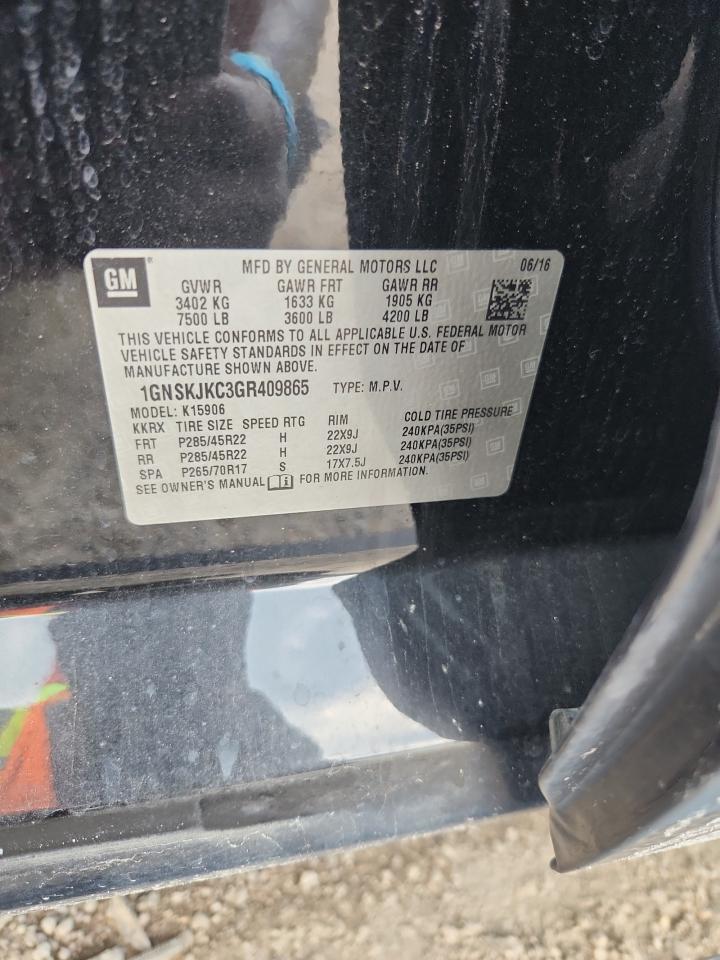 GM MFD BY GENERAL MOTORS LLC 06/16
GVWR GAWR FRT GAWR RR
3402 KG 1633 KG 1905 KG
7500 LB 3600 LB 4200 LB
THIS VEHICLE CONFORMS TO ALL APPLICABLE U.S. FEDERAL MOTOR
VEHICLE SAFETY STANDARDS IN EFFECT ON THE DATE OF
MANUFACTURE SHOWN ABOVE.
1GNSKJKC3GR409865 TYPE: M.P.V.
MODEL: K15906
KKRX TIRE SIZE SPEED RTG RIM COLD TIRE PRESSURE
FRT P285/45R22 H 22X9J 240KPA(35PSI)
RR P285/45R22 H 22X9J 240KPA(35PSI)
SPA P265/70R17 S 17X7.5J 240KPA(35PSI)
SEE OWNER'S MANUAL FOR MORE INFORMATION.